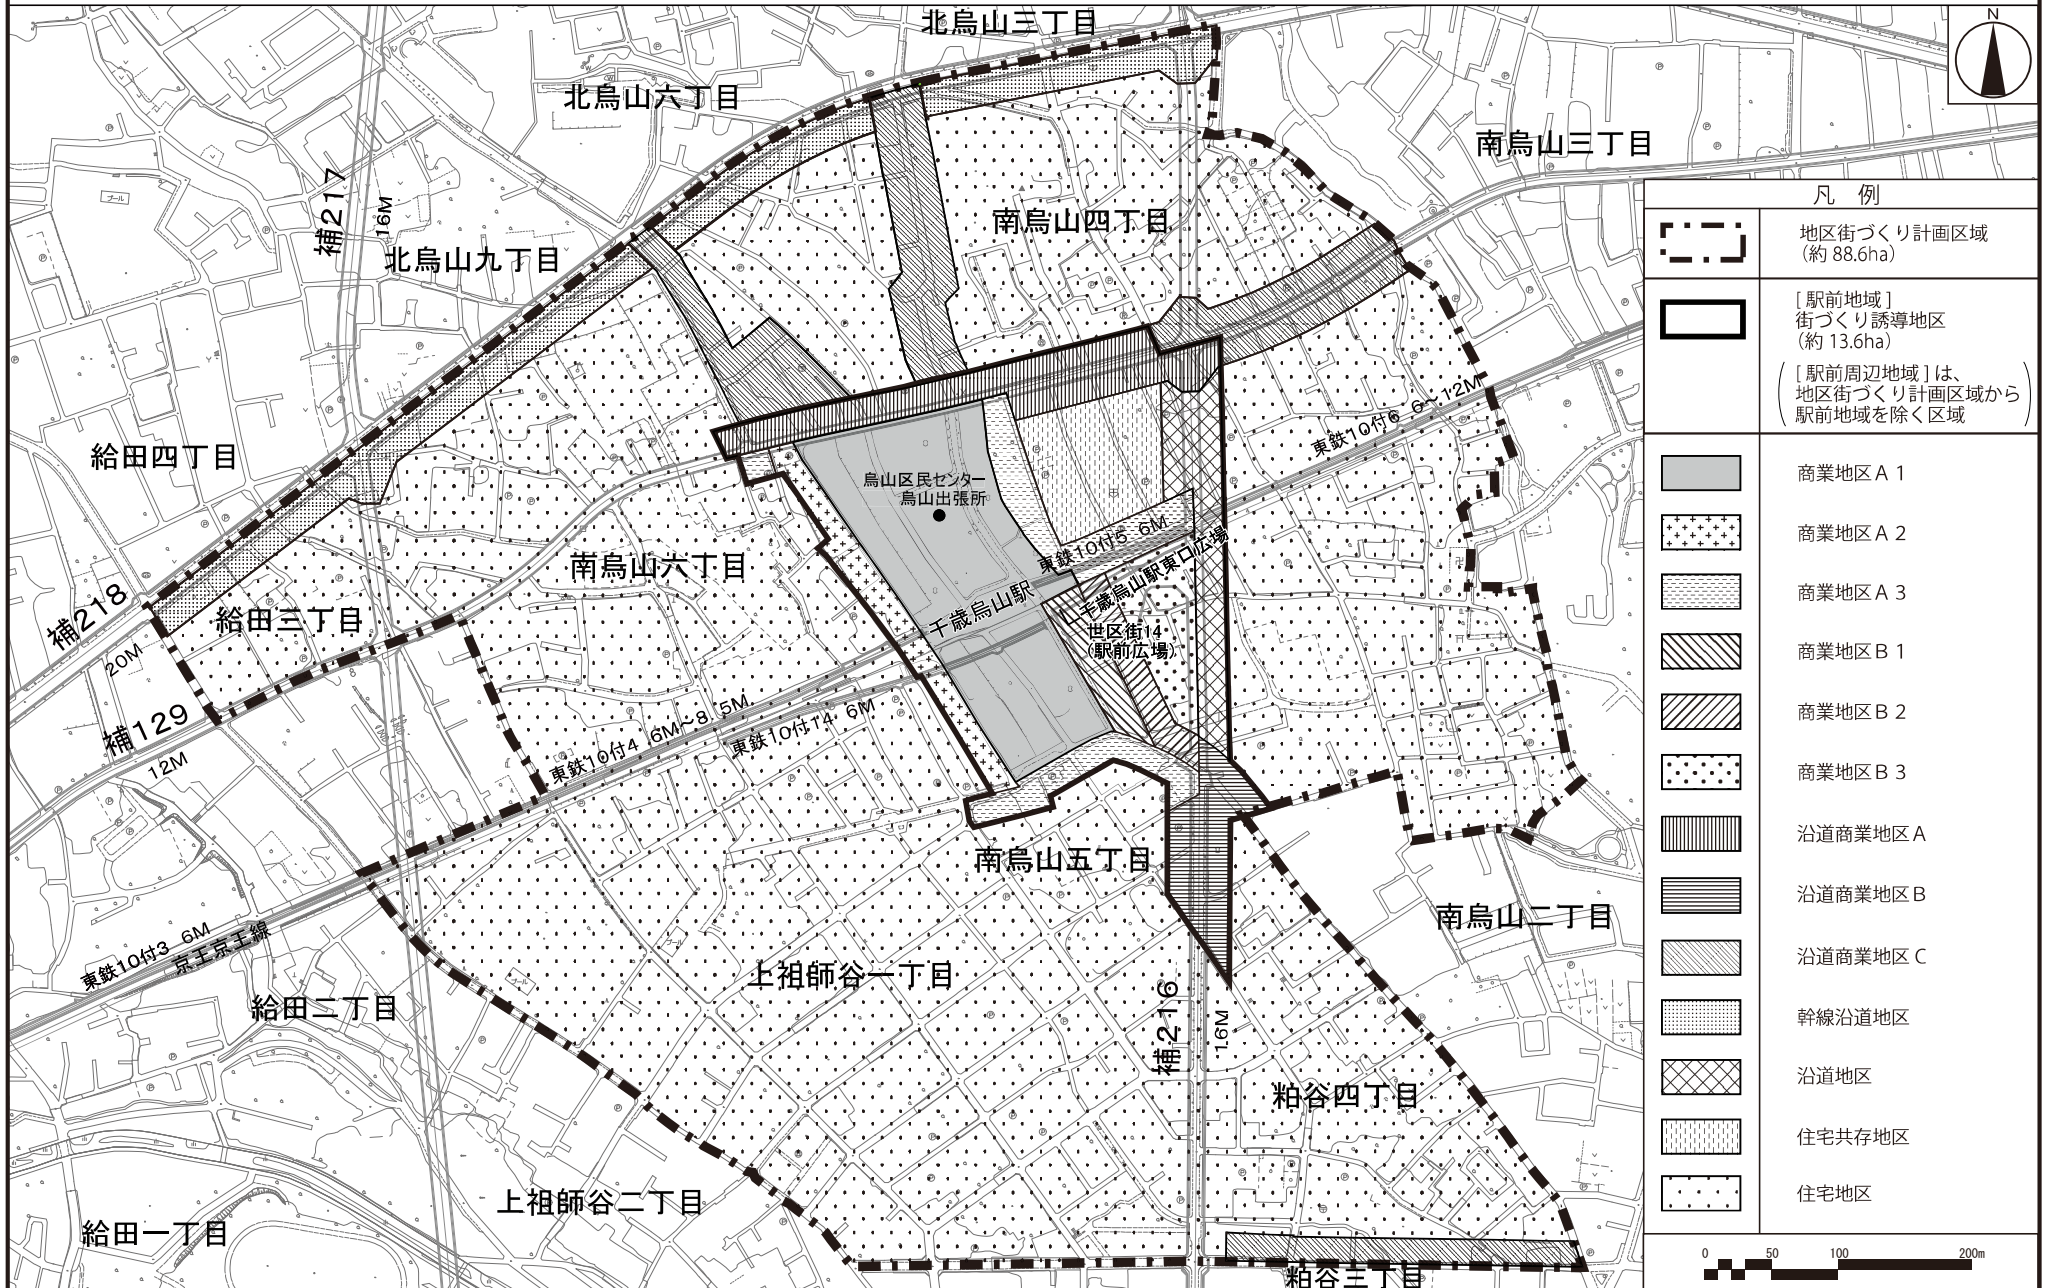 北烏山三丁目
N
北烏山六丁目
南烏山三丁目
補217
16M
プール
北烏山九丁目
南烏山四丁目
給田四丁目
烏山区民センター
烏山出張所
東鉄10付6 6～12M
南烏山六丁目
東鉄10付5 6M
千歳烏山駅東口広場
千歳烏山駅
世区街14
(駅前広場)
補218
20M
給田三丁目
補129
12M
東鉄10付4 6M～8.5M
東鉄10付14 6M
南烏山五丁目
南烏山二丁目
東鉄10付3 6M
京王京王線
プール
上祖師谷一丁目
プール
給田二丁目
補216
16M
粕谷四丁目
上祖師谷二丁目
給田一丁目
粕谷三丁目
凡 例
地区街づくり計画区域
(約 88.6ha)
[ 駅前地域 ]
街づくり誘導地区
(約 13.6ha)
[ 駅前周辺地域 ] は、
地区街づくり計画区域から
駅前地域を除く区域
商業地区A 1
商業地区A 2
商業地区A 3
商業地区B 1
商業地区B 2
商業地区B 3
沿道商業地区A
沿道商業地区B
沿道商業地区C
幹線沿道地区
沿道地区
住宅共存地区
住宅地区
0 50 100 200m